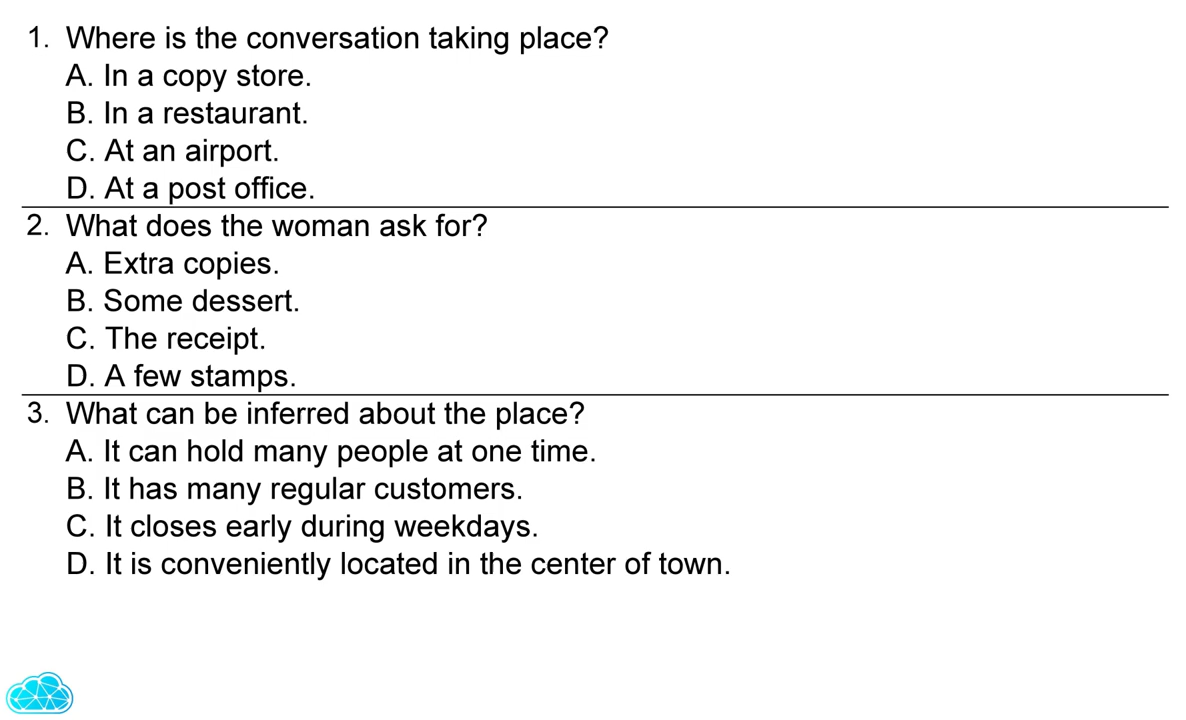 1. Where is the conversation taking place?
A. In a copy store.
B. In a restaurant.
C. At an airport.
D. At a post office.
2. What does the woman ask for?
A. Extra copies.
B. Some dessert.
C. The receipt.
D. A few stamps.
3. What can be inferred about the place?
A. It can hold many people at one time.
B. It has many regular customers.
C. It closes early during weekdays.
D. It is conveniently located in the center of town.